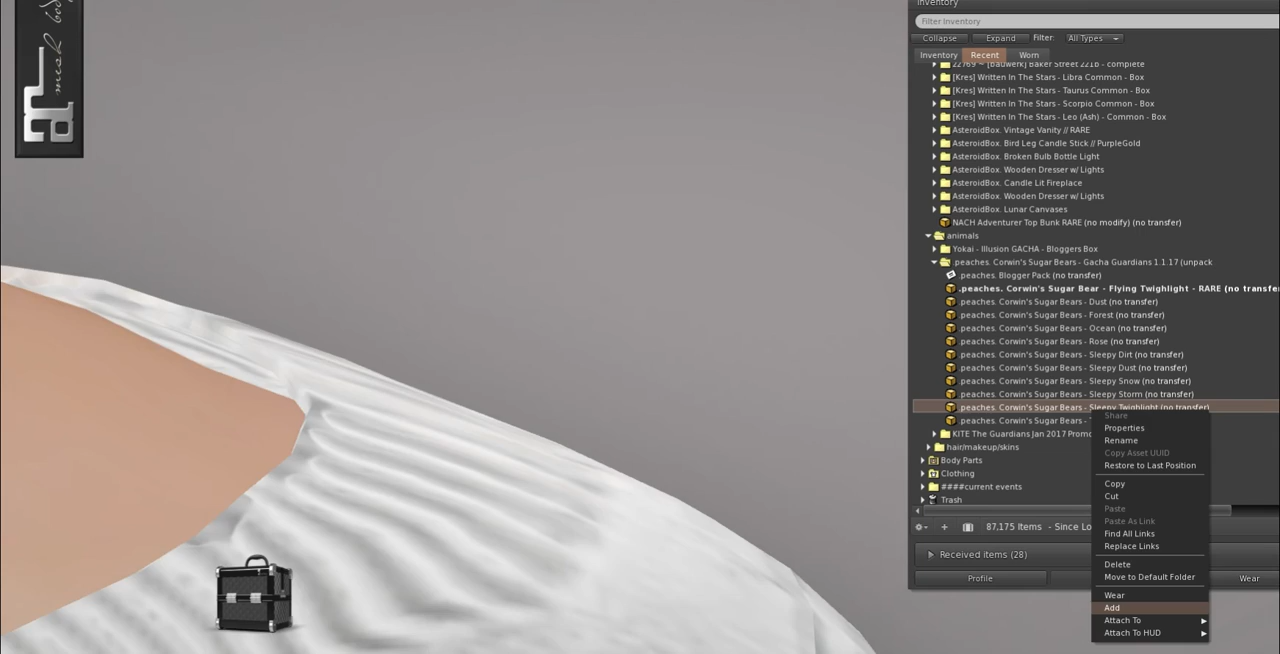 mesh body
Inventory
Filter Inventory
Collapse Expand Filter: All Types
Inventory Recent Worn
22769 ~ [bauwerk] Baker Street 221b - complete
[Kres] Written In The Stars - Libra Common - Box
[Kres] Written In The Stars - Taurus Common - Box
[Kres] Written In The Stars - Scorpio Common - Box
[Kres] Written In The Stars - Leo (Ash) - Common - Box
AsteroidBox. Vintage Vanity // RARE
AsteroidBox. Bird Leg Candle Stick // PurpleGold
AsteroidBox. Broken Bulb Bottle Light
AsteroidBox. Wooden Dresser w/ Lights
AsteroidBox. Candle Lit Fireplace
AsteroidBox. Wooden Dresser w/ Lights
AsteroidBox. Lunar Canvases
NACH Adventurer Top Bunk RARE (no modify) (no transfer)
animals
Yokai - Illusion GACHA - Bloggers Box
.peaches. Corwin's Sugar Bears - Gacha Guardians 1.1.17 (unpack
.peaches. Blogger Pack (no transfer)
.peaches. Corwin's Sugar Bear - Flying Twighlight - RARE (no transfe
.peaches. Corwin's Sugar Bears - Dust (no transfer)
.peaches. Corwin's Sugar Bears - Forest (no transfer)
.peaches. Corwin's Sugar Bears - Ocean (no transfer)
.peaches. Corwin's Sugar Bears - Rose (no transfer)
.peaches. Corwin's Sugar Bears - Sleepy Dirt (no transfer)
.peaches. Corwin's Sugar Bears - Sleepy Dust (no transfer)
.peaches. Corwin's Sugar Bears - Sleepy Snow (no transfer)
.peaches. Corwin's Sugar Bears - Sleepy Storm (no transfer)
.peaches. Corwin's Sugar Bears - Sleepy Twighlight (no transfer)
.peaches. Corwin's Sugar Bears -
KITE The Guardians Jan 2017 Promo
hair/makeup/skins
Body Parts
Clothing
####current events
Trash
87,175 Items - Since Lo
Received items (28)
Profile Wear
Share
Properties
Rename
Copy Asset UUID
Restore to Last Position
Copy
Cut
Paste
Paste As Link
Find All Links
Replace Links
Delete
Move to Default Folder
Wear
Add
Attach To
Attach To HUD